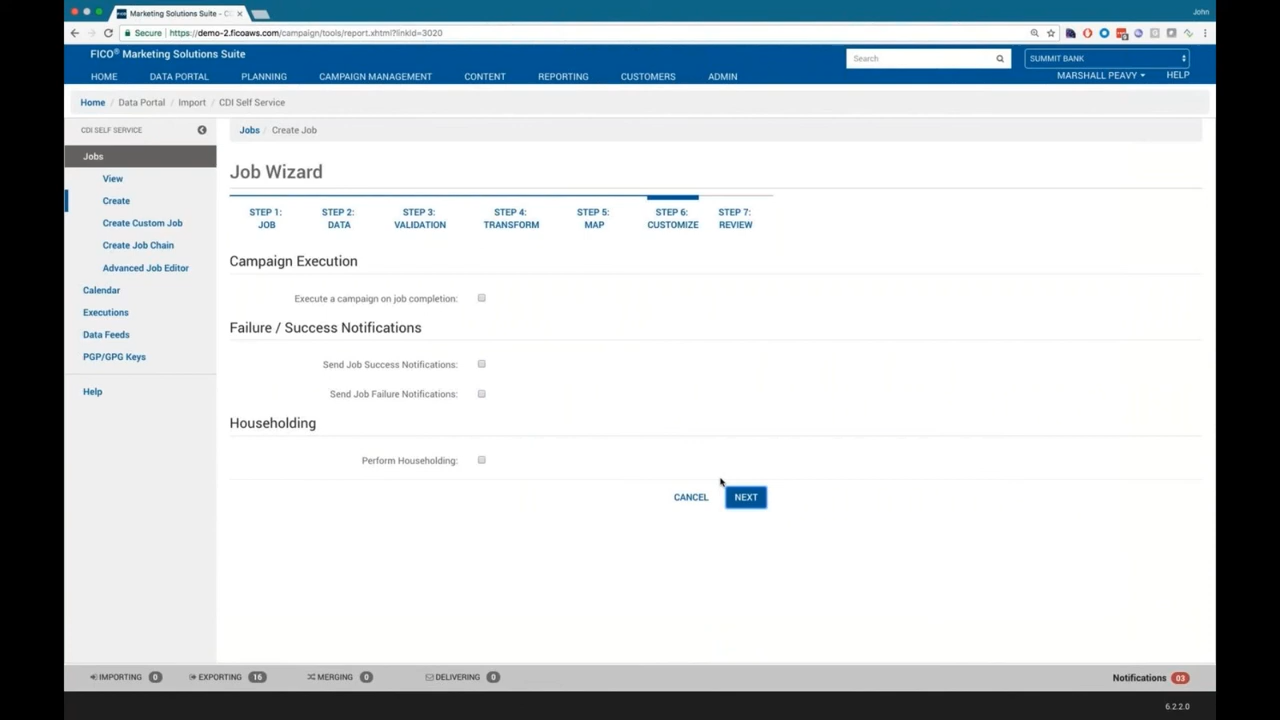 Marketing Solutions Suite - C
John
Secure https://demo-2.ficoaws.com/campaign/tools/report.xhtml?linkId=3020
FICO® Marketing Solutions Suite
Search
SUMMIT BANK
HOME DATA PORTAL PLANNING CAMPAIGN MANAGEMENT CONTENT REPORTING CUSTOMERS ADMIN
MARSHALL PEAVY HELP
Home / Data Portal / Import / CDI Self Service
CDI SELF SERVICE
Jobs
View
Create
Create Custom Job
Create Job Chain
Advanced Job Editor
Calendar
Executions
Data Feeds
PGP/GPG Keys
Help
Jobs / Create Job
Job Wizard
STEP 1: JOB
STEP 2: DATA
STEP 3: VALIDATION
STEP 4: TRANSFORM
STEP 5: MAP
STEP 6: CUSTOMIZE
STEP 7: REVIEW
Campaign Execution
Execute a campaign on job completion:
Failure / Success Notifications
Send Job Success Notifications:
Send Job Failure Notifications:
Householding
Perform Householding:
CANCEL NEXT
IMPORTING 0 EXPORTING 16 MERGING 0 DELIVERING 0 Notifications 03
6.2.2.0